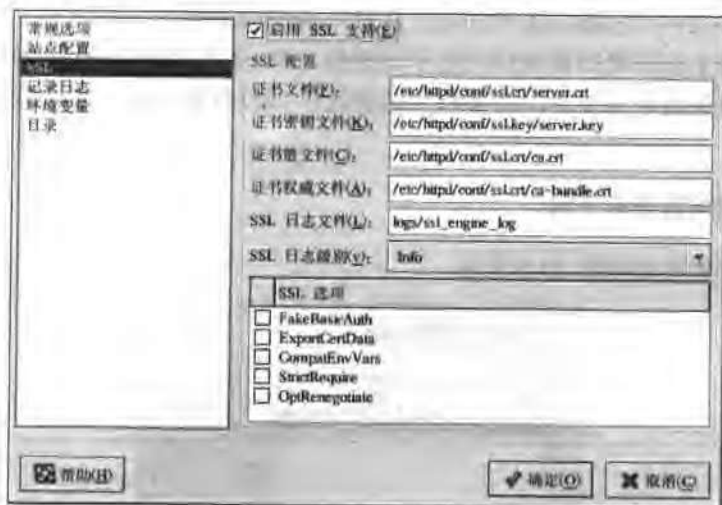 常规选项
站点配置
SSL
记录日志
环境变量
目录
启用 SSL 支持(E)
SSL 配置
证书文件(F):
/etc/httpd/conf/ssl.crt/server.crt
证书密钥文件(K):
/etc/httpd/conf/ssl.key/server.key
证书链文件(C):
/etc/httpd/conf/ssl.crt/ca.crt
证书权威文件(A):
/etc/httpd/conf/ssl.crt/ca-bundle.crt
SSL 日志文件(L):
logs/ssl_engine_log
SSL 日志级别(v):
Info
SSL 选项
FakeBasicAuth
ExportCertData
CompatEnvVars
StrictRequire
OptRenegotiate
帮助(H)
确定(O)
取消(C)